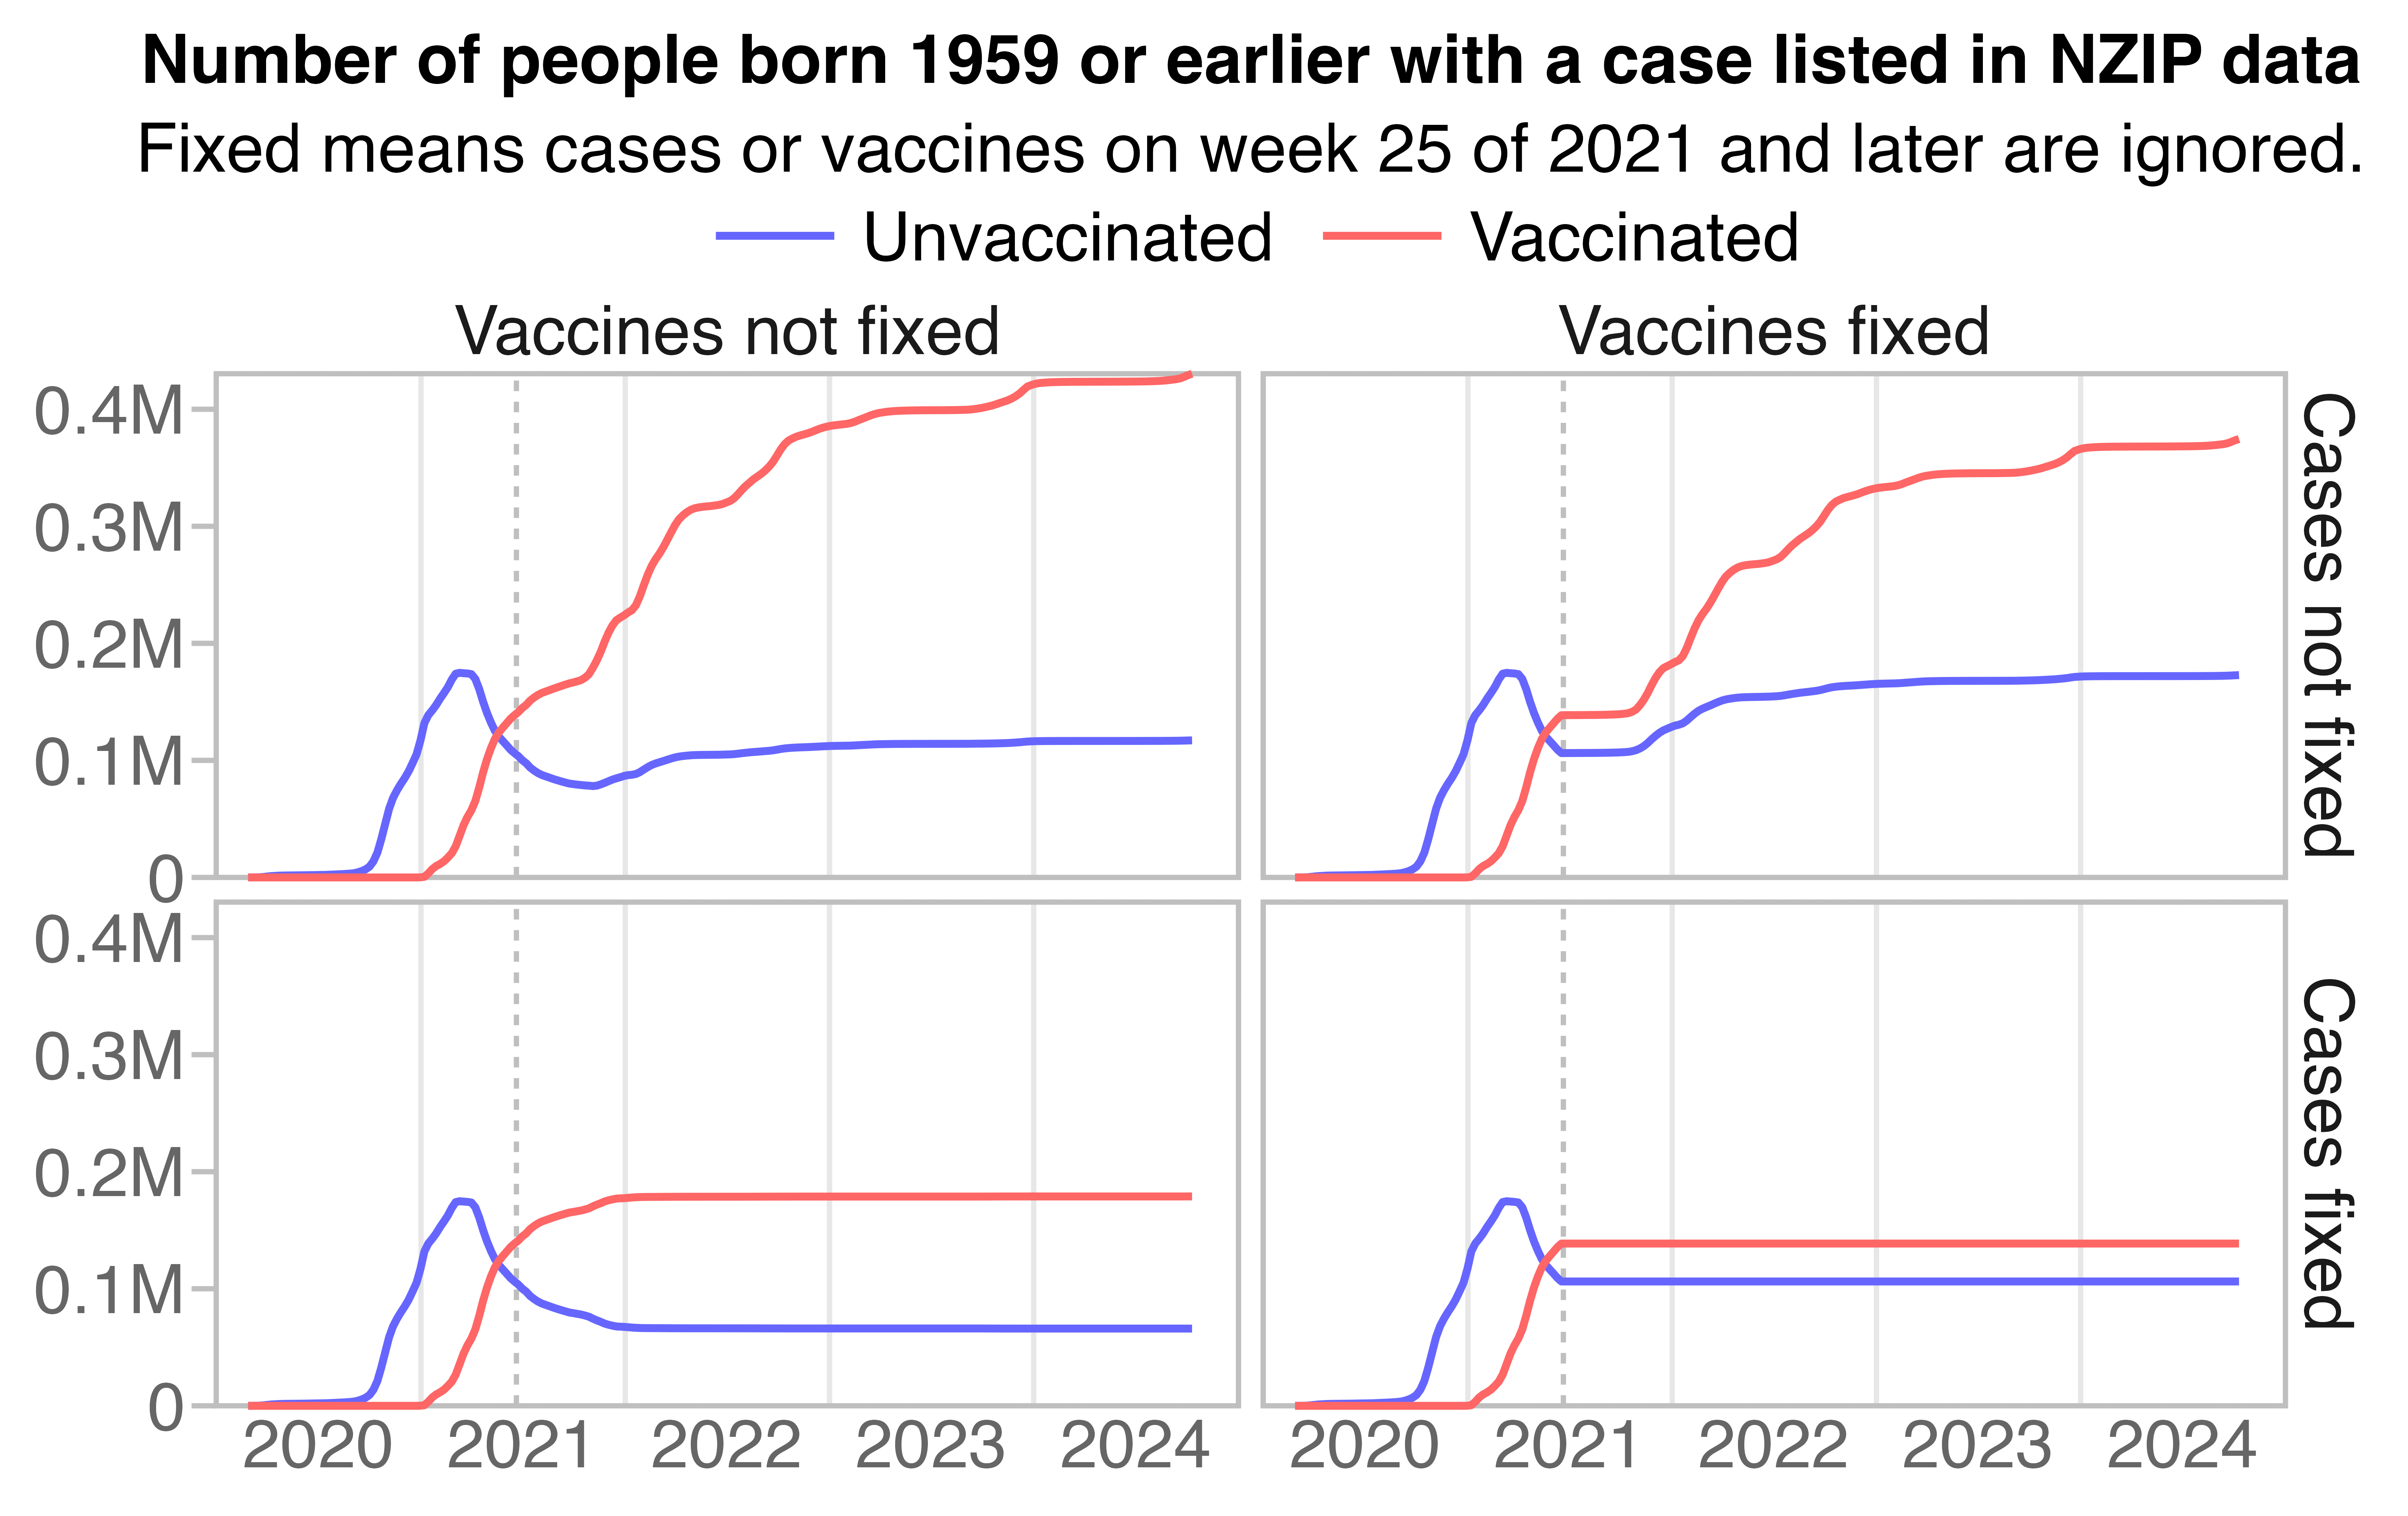 Number of people born 1959 or earlier with a case listed in NZIP data
Fixed means cases or vaccines on week 25 of 2021 and later are ignored.
Unvaccinated Vaccinated
Vaccines not fixed Vaccines fixed
0.4M
0.3M
0.2M
0.1M
0
Cases not fixed
0.4M
0.3M
0.2M
0.1M
0
Cases fixed
2020 2021 2022 2023 2024 2020 2021 2022 2023 2024